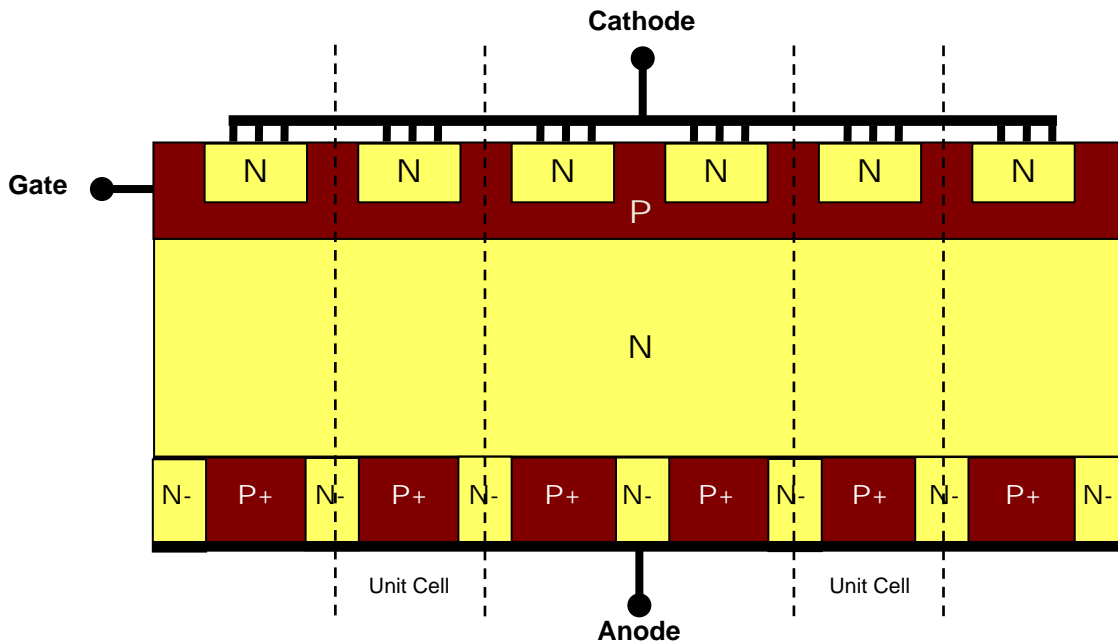 Cathode
N N N N N N
Gate
P
N
N- P+ N- P+ N- P+ N- P+ N- P+ N- P+ N-
Unit Cell Unit Cell
Anode